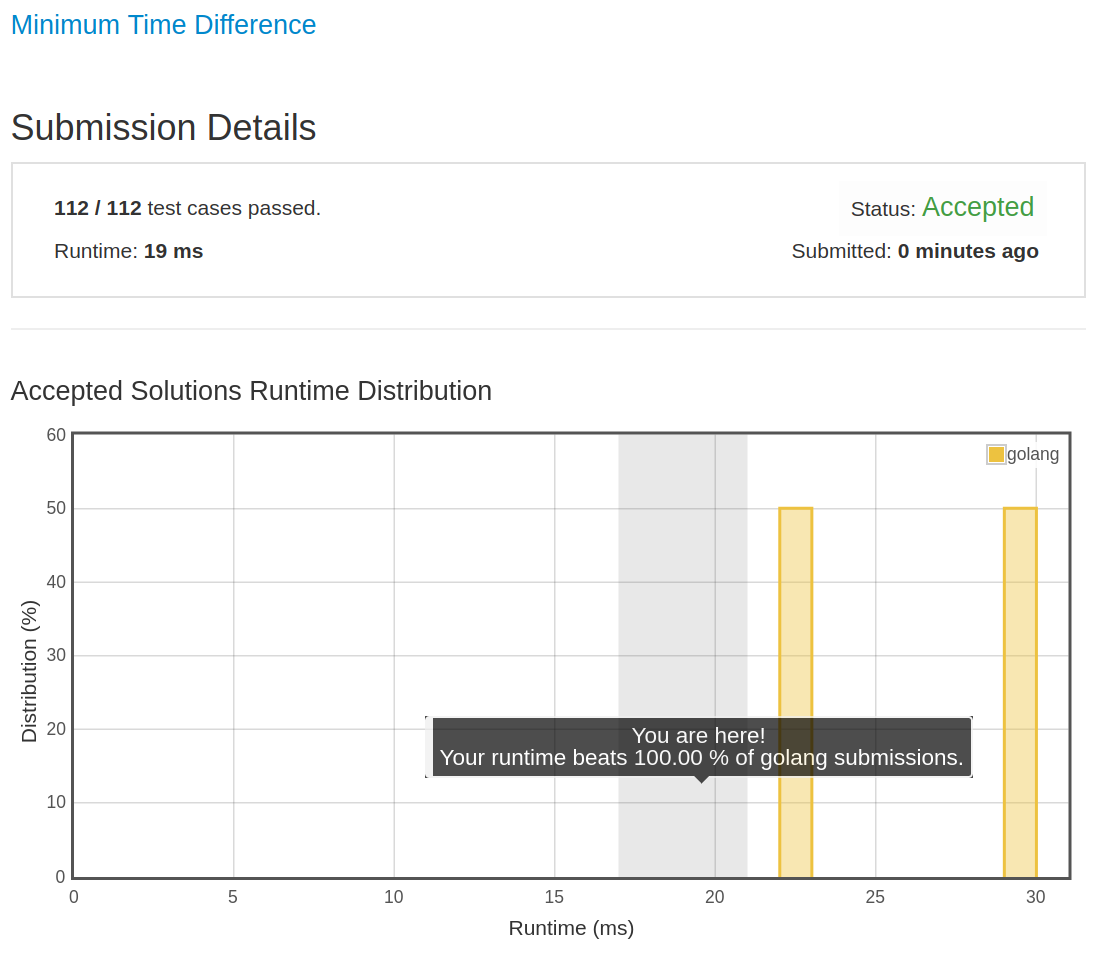 Minimum Time Difference
Submission Details
112 / 112 test cases passed.
Status: Accepted
Runtime: 19 ms
Submitted: 0 minutes ago
Accepted Solutions Runtime Distribution
60
50
40
30
20
10
0
Distribution (%)
golang
You are here!
Your runtime beats 100.00 % of golang submissions.
0 5 10 15 20 25 30
Runtime (ms)